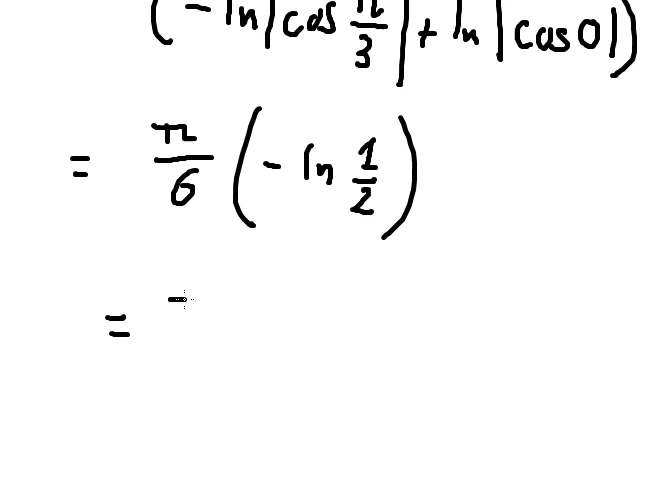 (- ln|cos π/3| + ln|cos 0|)
= π/6 (- ln 1/2)
= -